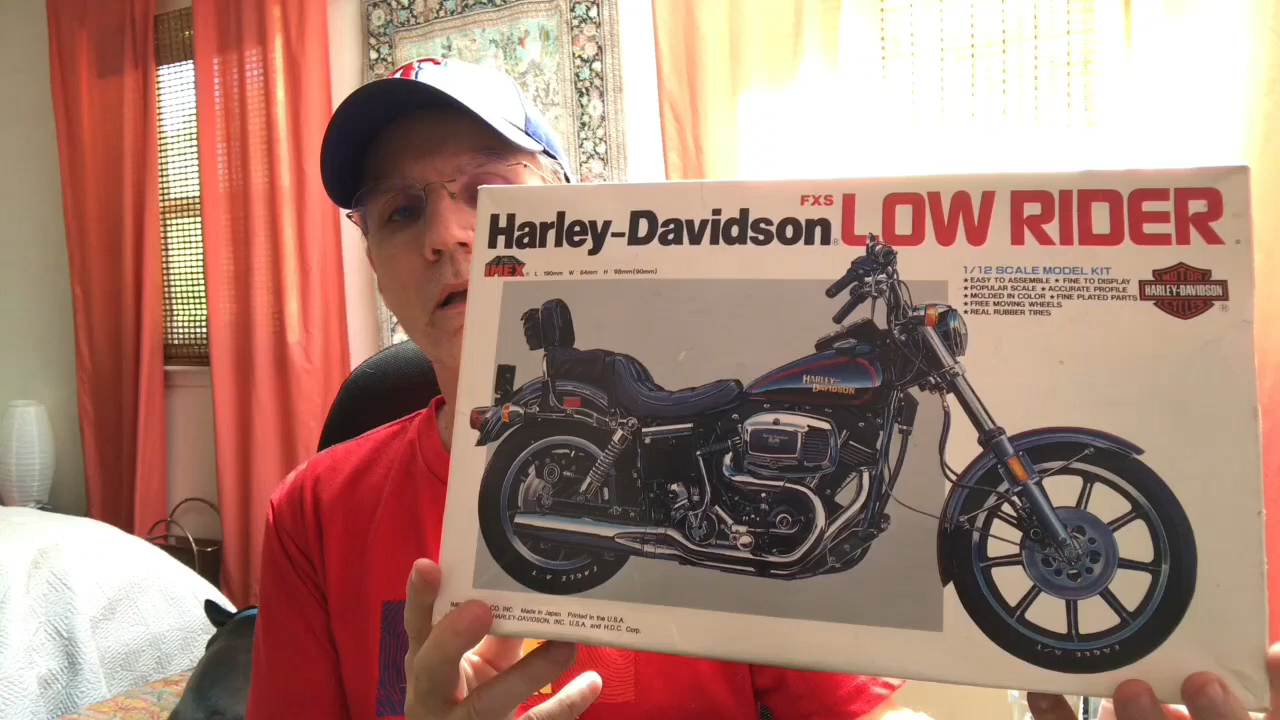 FXS
Harley-Davidson® LOW RIDER®
IMEX® L : 190mm W : 64mm H : 98mm(90mm)
1/12 SCALE MODEL KIT
★EASY TO ASSEMBLE ★FINE TO DISPLAY
★POPULAR SCALE ★ACCURATE PROFILE
★MOLDED IN COLOR ★FINE PLATED PARTS
★FREE MOVING WHEELS
★REAL RUBBER TIRES
MOTOR
HARLEY-DAVIDSON
CYCLES
®
HARLEY-
DAVIDSON
EAGLE A/T
EAGLE A/T
CO. INC. Made in Japan Printed in the U.S.A.
HARLEY-DAVIDSON, INC. U.S.A. and H.D.C. Corp.